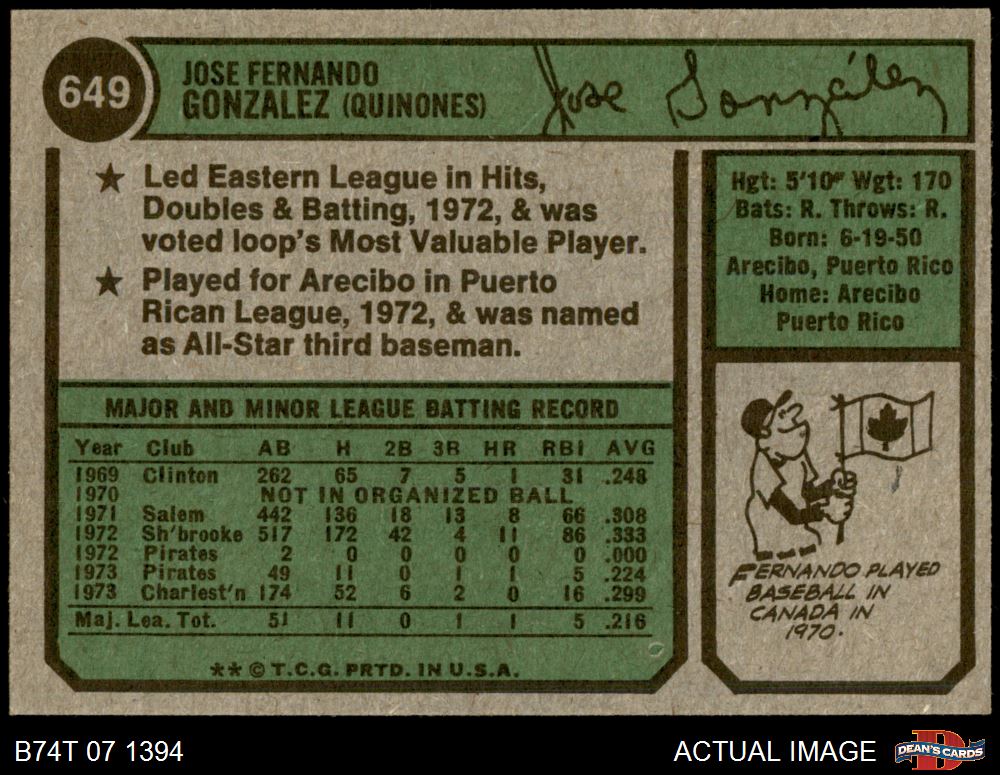 649
JOSE FERNANDO
GONZALEZ (QUINONES)
Jose González
★ Led Eastern League in Hits,
Doubles & Batting, 1972, & was
voted loop's Most Valuable Player.
★ Played for Arecibo in Puerto
Rican League, 1972, & was named
as All-Star third baseman.
Hgt: 5'10" Wgt: 170
Bats: R. Throws: R.
Born: 6-19-50
Arecibo, Puerto Rico
Home: Arecibo
Puerto Rico
MAJOR AND MINOR LEAGUE BATTING RECORD
Year Club AB H 2B 3B HR RBI AVG
1969 Clinton 262 65 7 5 1 31 .248
1970 NOT IN ORGANIZED BALL
1971 Salem 442 136 18 13 8 66 .308
1972 Sh'brooke 517 172 42 4 11 86 .333
1972 Pirates 2 0 0 0 0 0 .000
1973 Pirates 49 11 0 1 1 5 .224
1973 Charlest'n 174 52 6 2 0 16 .299
Maj. Lea. Tot. 51 11 0 1 1 5 .216
** © T.C.G. PRTD. IN U.S.A.
FERNANDO PLAYED
BASEBALL IN
CANADA IN
1970.
B74T 07 1394
ACTUAL IMAGE
DEAN'S CARDS